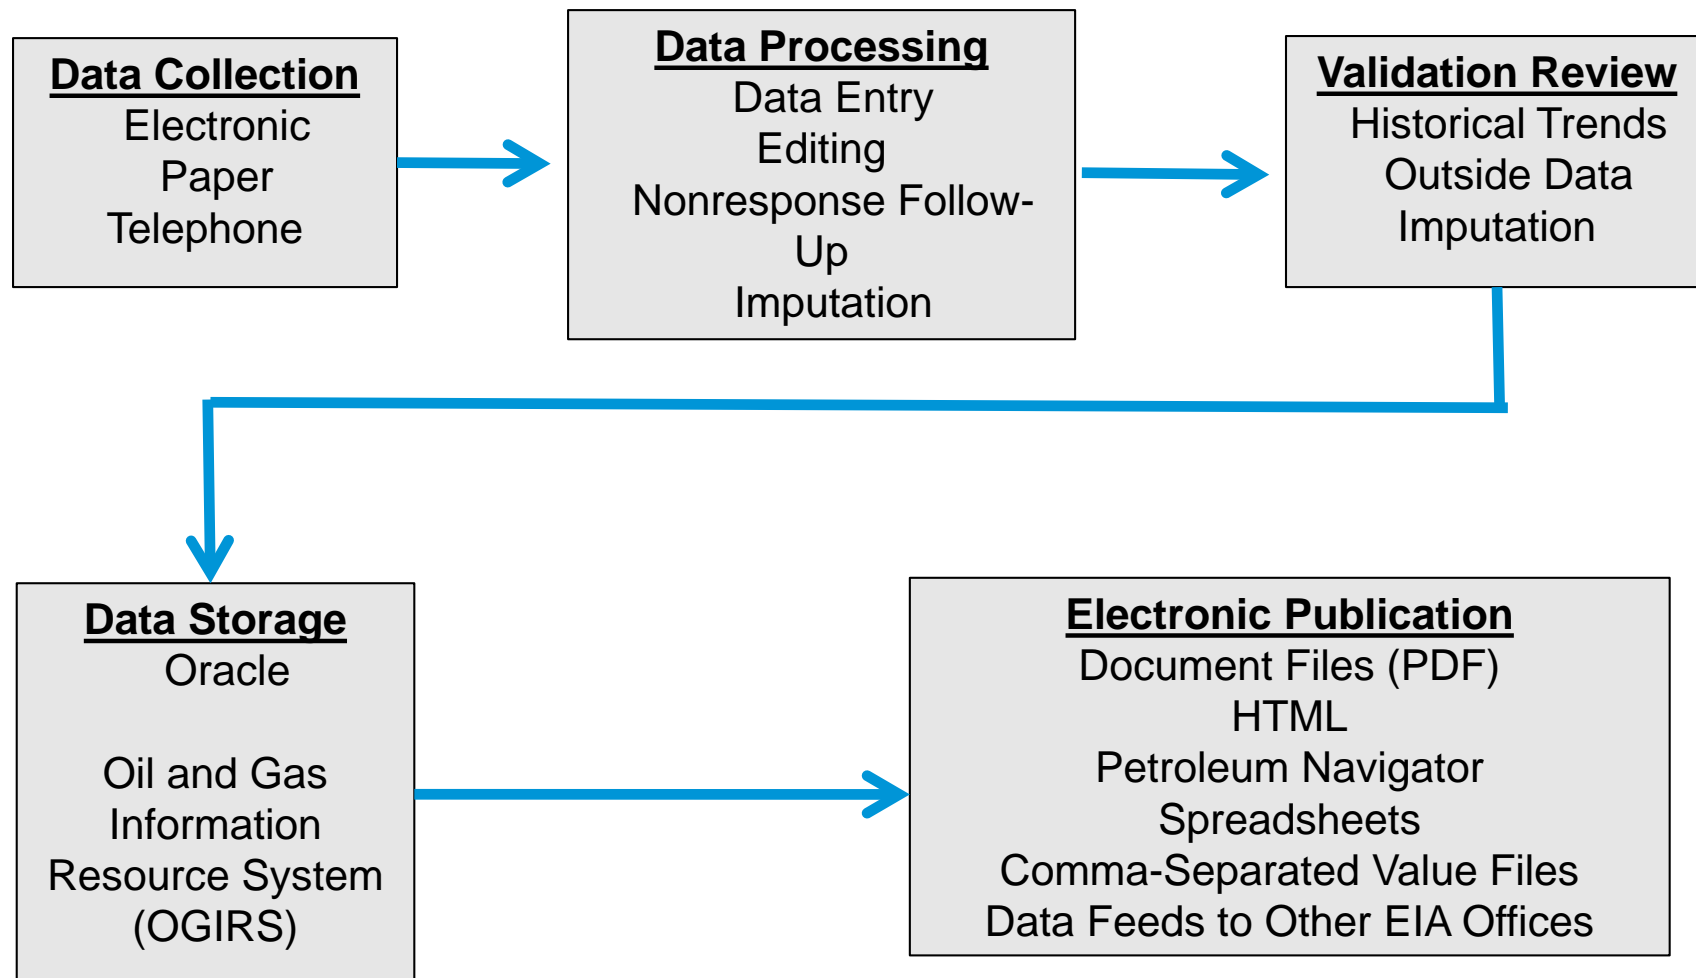 Data Collection
Electronic
Paper
Telephone
Data Processing
Data Entry
Editing
Nonresponse Follow-
Up
Imputation
Validation Review
Historical Trends
Outside Data
Imputation
Data Storage
Oracle
Oil and Gas
Information
Resource System
(OGIRS)
Electronic Publication
Document Files (PDF)
HTML
Petroleum Navigator
Spreadsheets
Comma-Separated Value Files
Data Feeds to Other EIA Offices